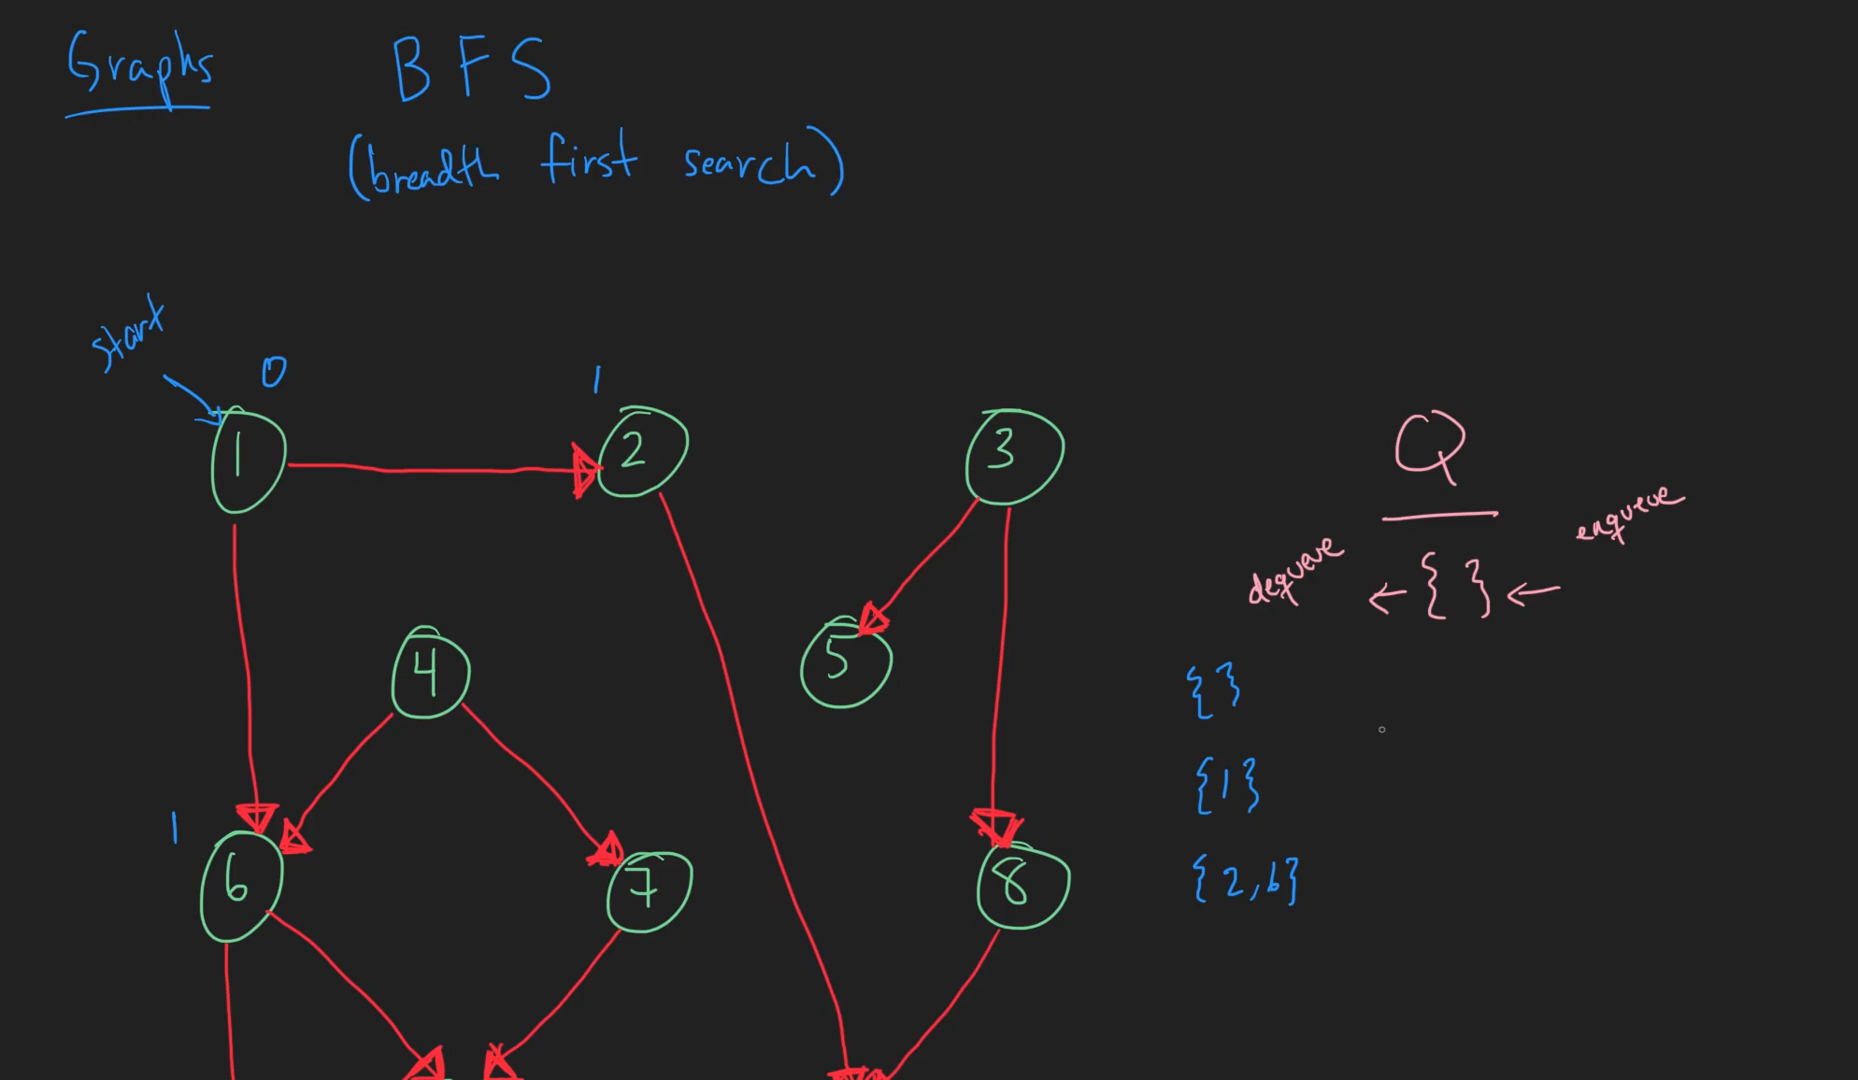 Graphs BFS
(breadth first search)
start
0 1
1 2 3
Q
enqueue
dequeue
← { } ←
4 5
{ }
{1}
1
6 7 8
{2,6}